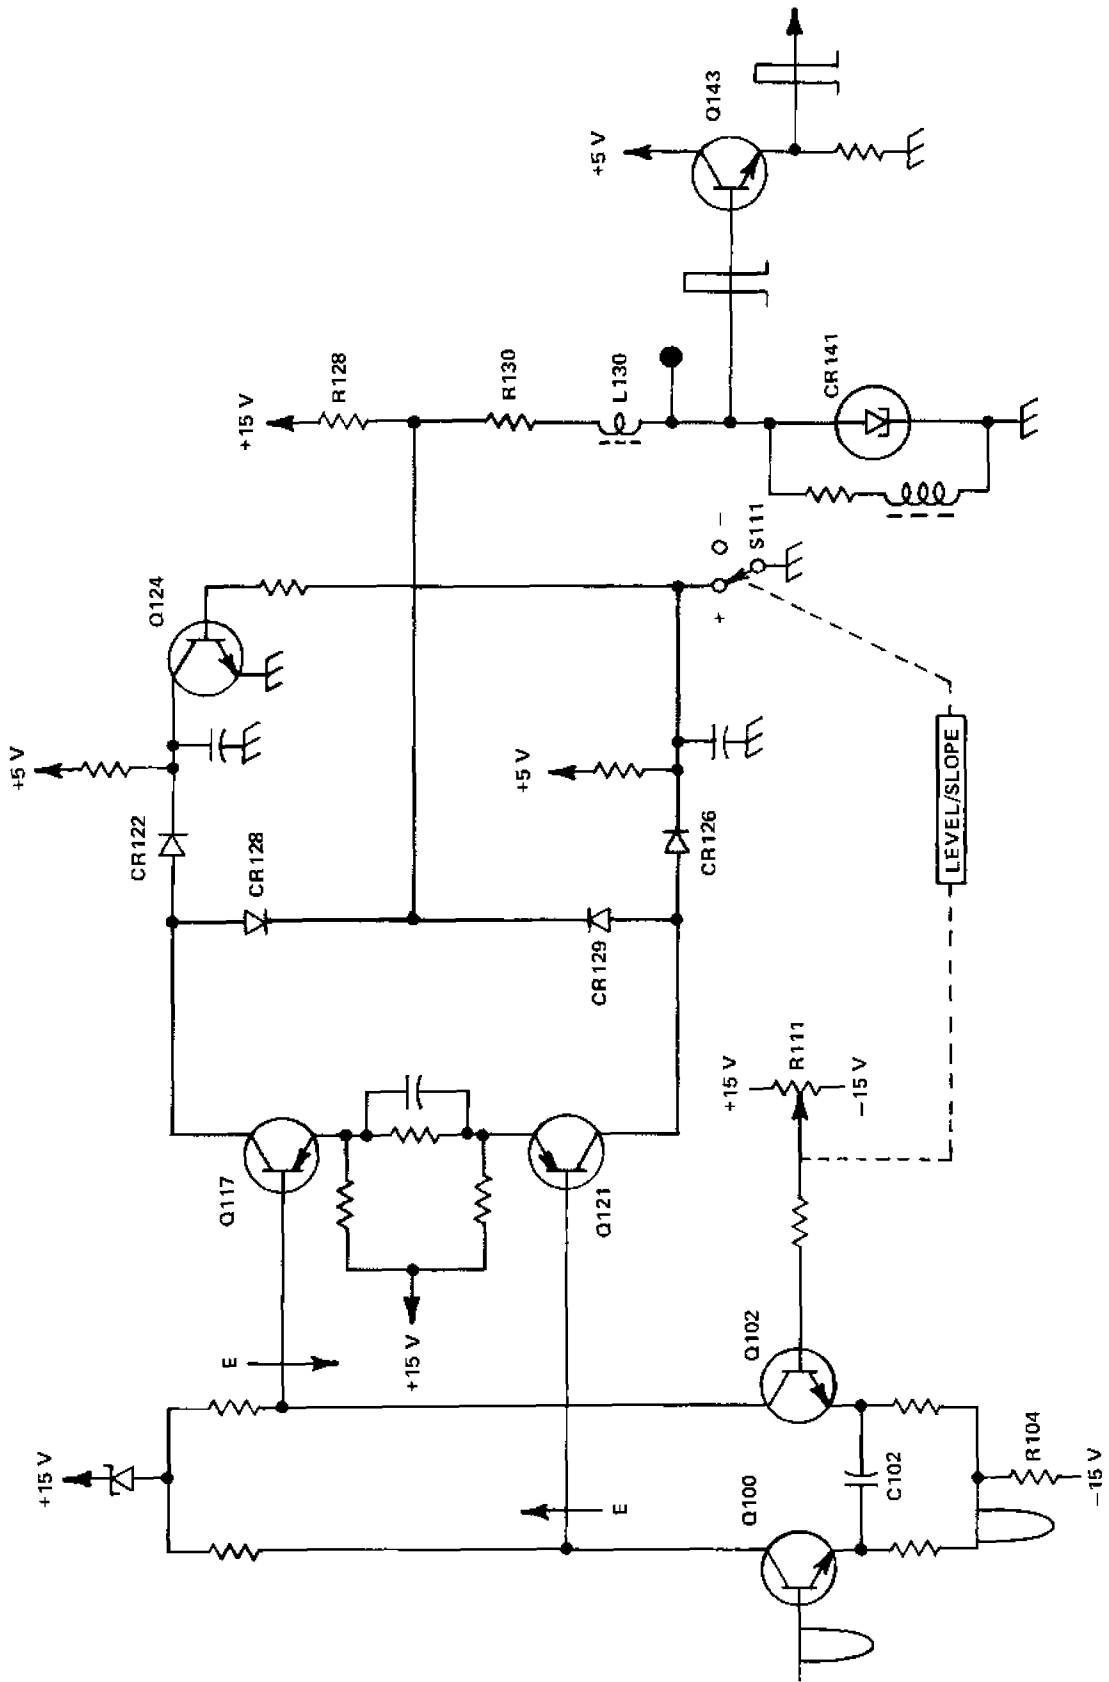 +15 V
E
Q117
+15 V
E
Q121
Q100
C102
R104
−15 V
Q102
+15 V
R111
−15 V
LEVEL/SLOPE
CR122
CR128
CR129
CR126
+5 V
+5 V
Q124
+
O −
S111
+15 V
R128
R130
L130
CR141
+5 V
Q143